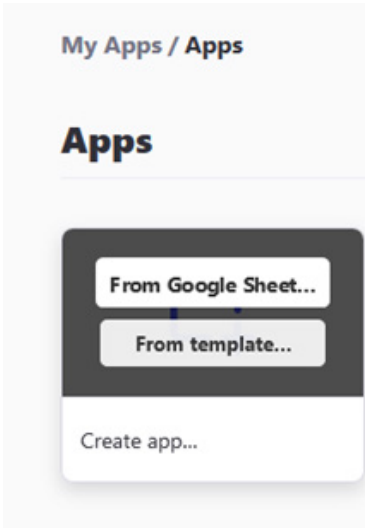 My Apps / Apps
Apps
From Google Sheet...
From template...
Create app...